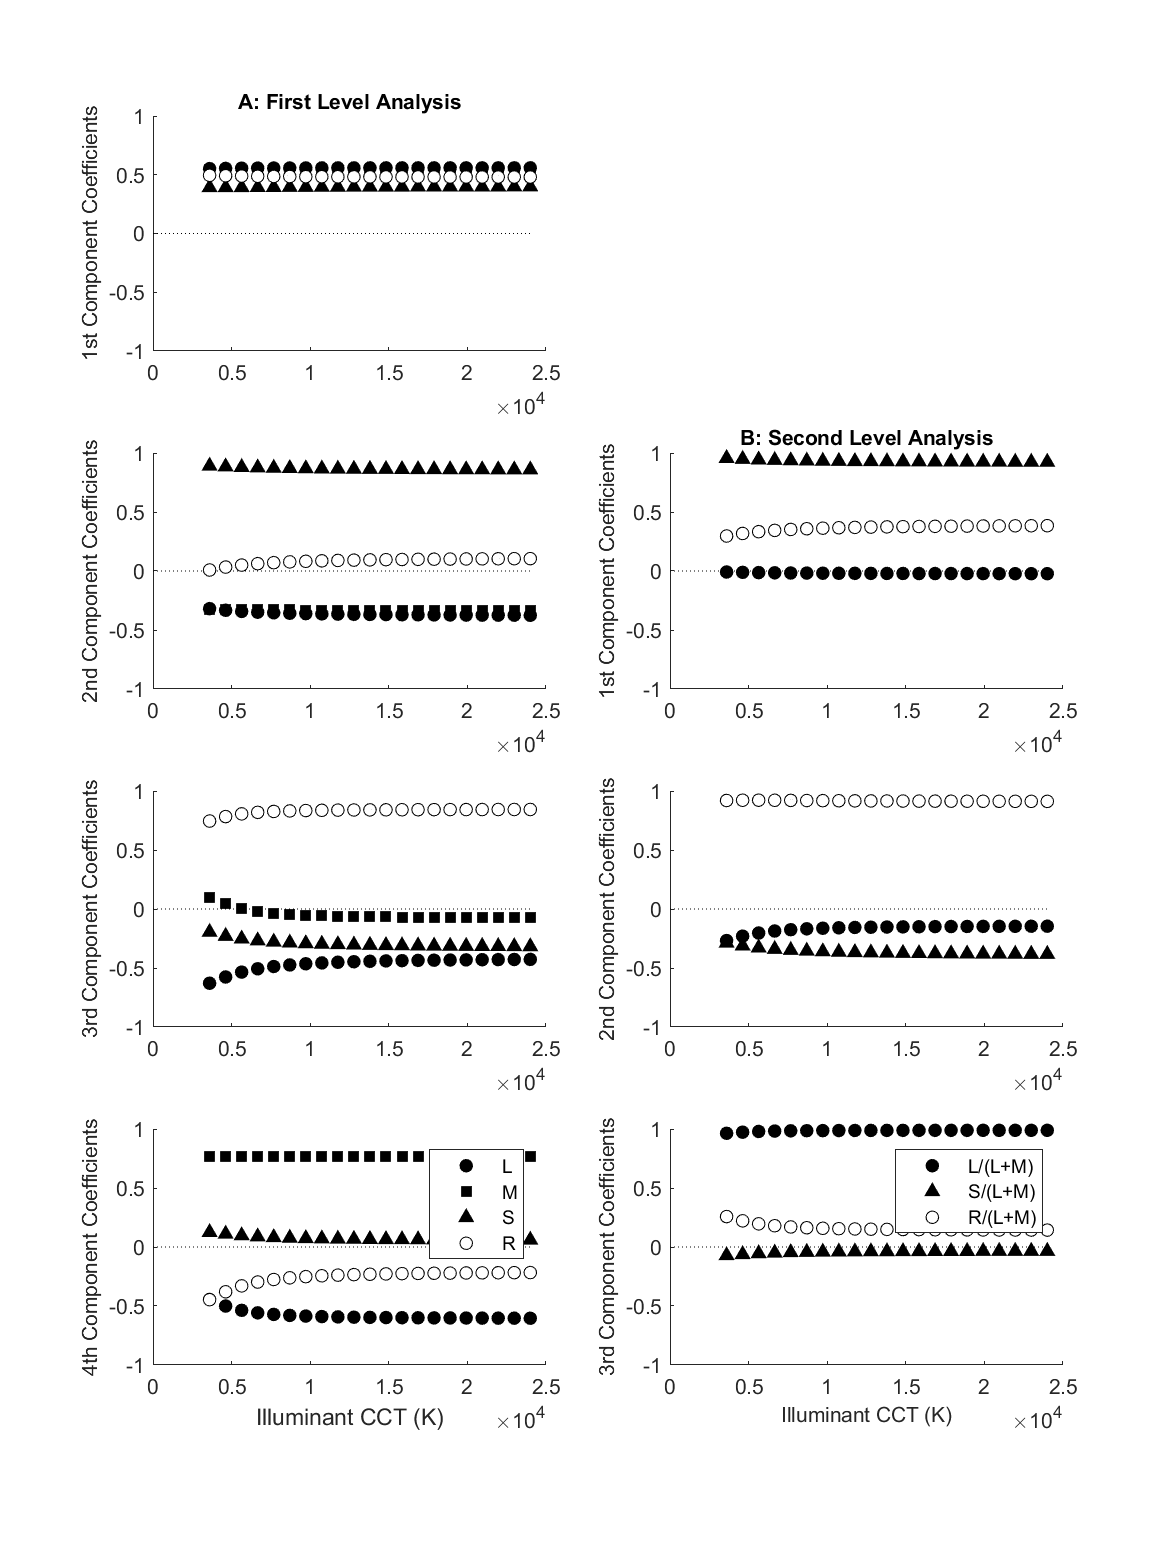 A: First Level Analysis
1st Component Coefficients
1
0.5
0
-0.5
-1
0 0.5 1 1.5 2 2.5
×10^4
2nd Component Coefficients
1
0.5
0
-0.5
-1
0 0.5 1 1.5 2 2.5
×10^4
B: Second Level Analysis
1st Component Coefficients
1
0.5
0
-0.5
-1
0 0.5 1 1.5 2 2.5
×10^4
3rd Component Coefficients
1
0.5
0
-0.5
-1
0 0.5 1 1.5 2 2.5
×10^4
2nd Component Coefficients
1
0.5
0
-0.5
-1
0 0.5 1 1.5 2 2.5
×10^4
4th Component Coefficients
1
0.5
0
-0.5
-1
L
M
S
R
0 0.5 1 1.5 2 2.5
Illuminant CCT (K)
×10^4
3rd Component Coefficients
1
0.5
0
-0.5
-1
L/(L+M)
S/(L+M)
R/(L+M)
0 0.5 1 1.5 2 2.5
Illuminant CCT (K)
×10^4